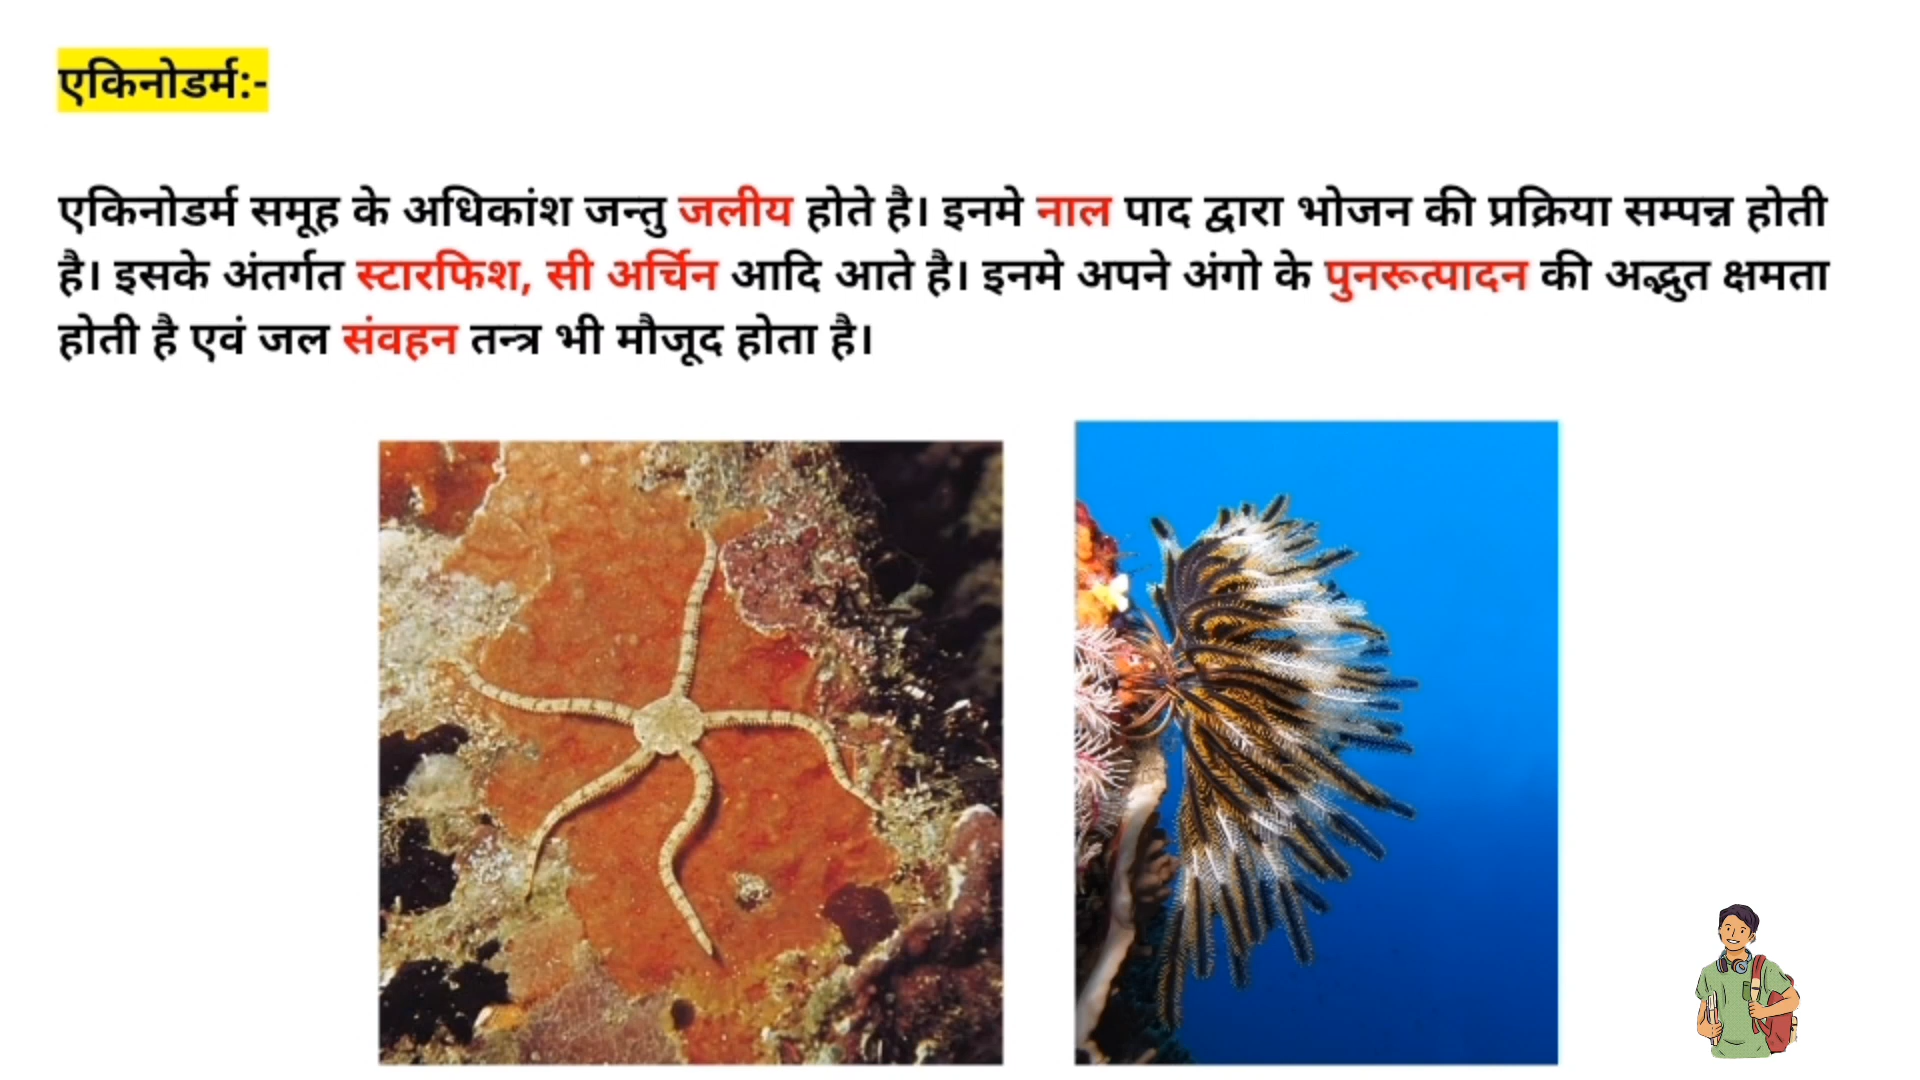 एकिनोडर्म:-
एकिनोडर्म समूह के अधिकांश जन्तु जलीय होते है। इनमे नाल पाद द्वारा भोजन की प्रक्रिया सम्पन्न होती
है। इसके अंतर्गत स्टारफिश, सी अर्चिन आदि आते है। इनमे अपने अंगो के पुनरूत्पादन की अद्भुत क्षमता
होती है एवं जल संवहन तन्त्र भी मौजूद होता है।